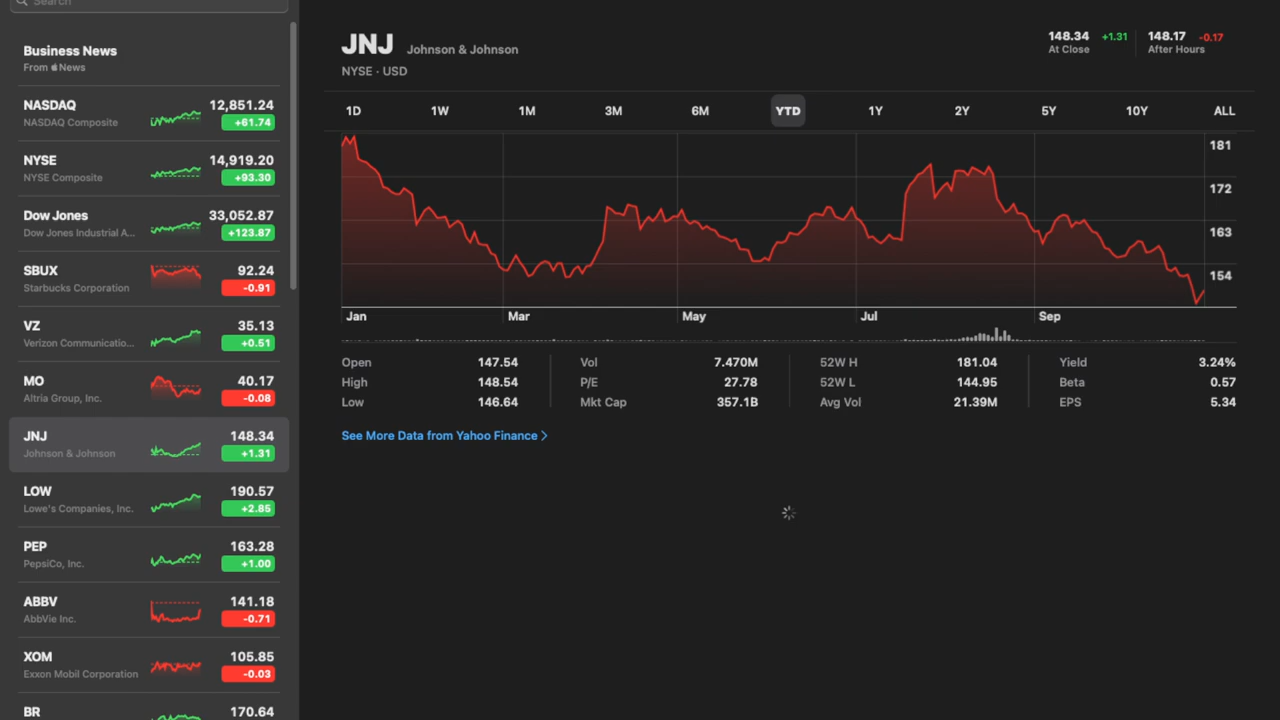 Search
Business News
From News
NASDAQ 12,851.24
NASDAQ Composite +61.74
NYSE 14,919.20
NYSE Composite +93.30
Dow Jones 33,052.87
Dow Jones Industrial A... +123.87
SBUX 92.24
Starbucks Corporation -0.91
VZ 35.13
Verizon Communicatio... +0.51
MO 40.17
Altria Group, Inc. -0.08
JNJ 148.34
Johnson & Johnson +1.31
LOW 190.57
Lowe's Companies, Inc. +2.85
PEP 163.28
PepsiCo, Inc. +1.00
ABBV 141.18
AbbVie Inc. -0.71
XOM 105.85
Exxon Mobil Corporation -0.03
BR 170.64
JNJ Johnson & Johnson
NYSE · USD
148.34 +1.31 148.17 -0.17
At Close After Hours
1D 1W 1M 3M 6M YTD 1Y 2Y 5Y 10Y ALL
181
172
163
154
Jan Mar May Jul Sep
Open 147.54 Vol 7.470M 52W H 181.04 Yield 3.24%
High 148.54 P/E 27.78 52W L 144.95 Beta 0.57
Low 146.64 Mkt Cap 357.1B Avg Vol 21.39M EPS 5.34
See More Data from Yahoo Finance >